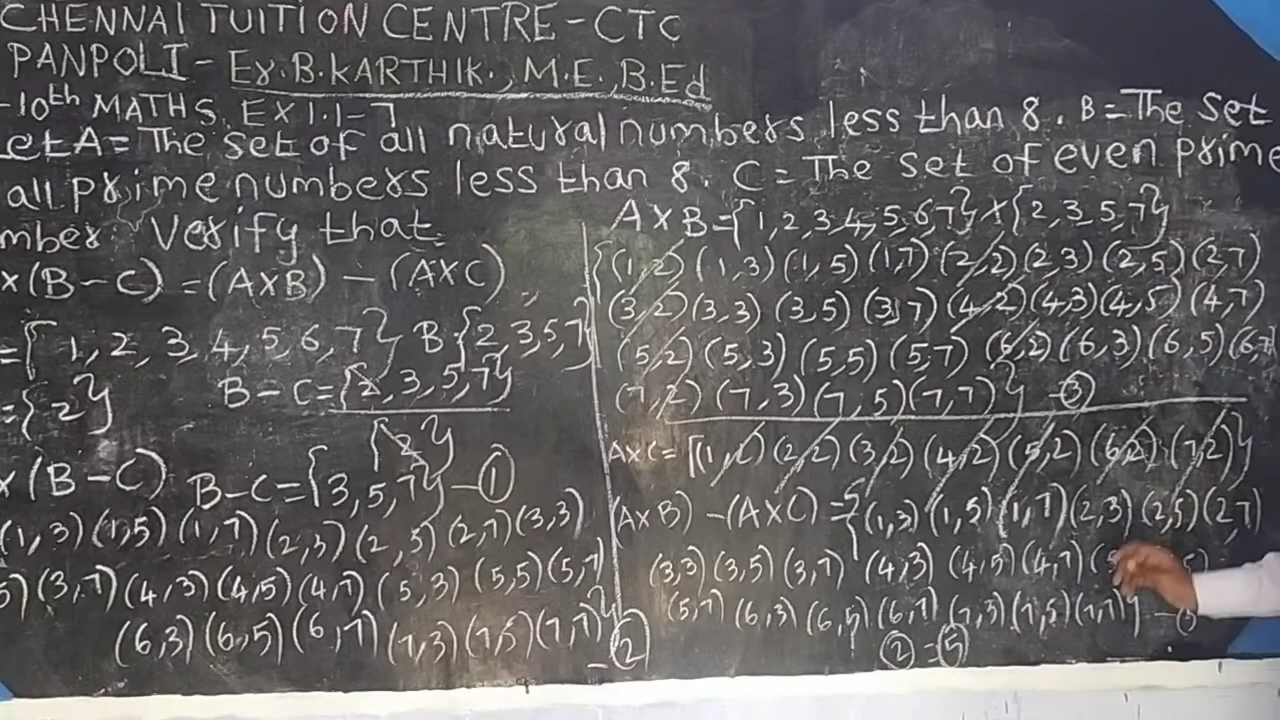 CHENNAI TUITION CENTRE - CTC
PANPOLI - Er. B. KARTHIK., M.E., B.Ed
-10th MATHS, EX 1.1-7
Let A = The set of all natural numbers less than 8. B = The set
all prime numbers less than 8. C = The set of even prime
mber. Verify that
x(B-C) = (AxB) - (AxC)
={1,2,3,4,5,6,7} B{2,3,5,7}
={2} B-C={2,3,5,7}
{2}
x(B-C) B-C={3,5,7} -①
(1,3)(1,5)(1,7)(2,3)(2,5)(2,7)(3,3)
5)(3,7)(4,3)(4,5)(4,7)(5,3)(5,5)(5,7)
(6,3)(6,5)(6,7)(7,3)(7,5)(7,7)} -②
AxB={1,2,3,4,5,6,7}x{2,3,5,7}
{(1,2)(1,3)(1,5)(1,7)(2,2)(2,3)(2,5)(2,7)
(3,2)(3,3)(3,5)(3,7)(4,2)(4,3)(4,5)(4,7)
(5,2)(5,3)(5,5)(5,7)(6,2)(6,3)(6,5)(6,7
(7,2)(7,3)(7,5)(7,7)} -③
AxC={(1,2)(2,2)(3,2)(4,2)(5,2)(6,2)(7,2)}
(AxB)-(AxC)={(1,3)(1,5)(1,7)(2,3)(2,5)(2,7)
(3,3)(3,5)(3,7)(4,3)(4,5)(4,7)
(5,7)(6,3)(6,5)(6,7)(7,3)(7,5)(7,7)} -
②=⑤